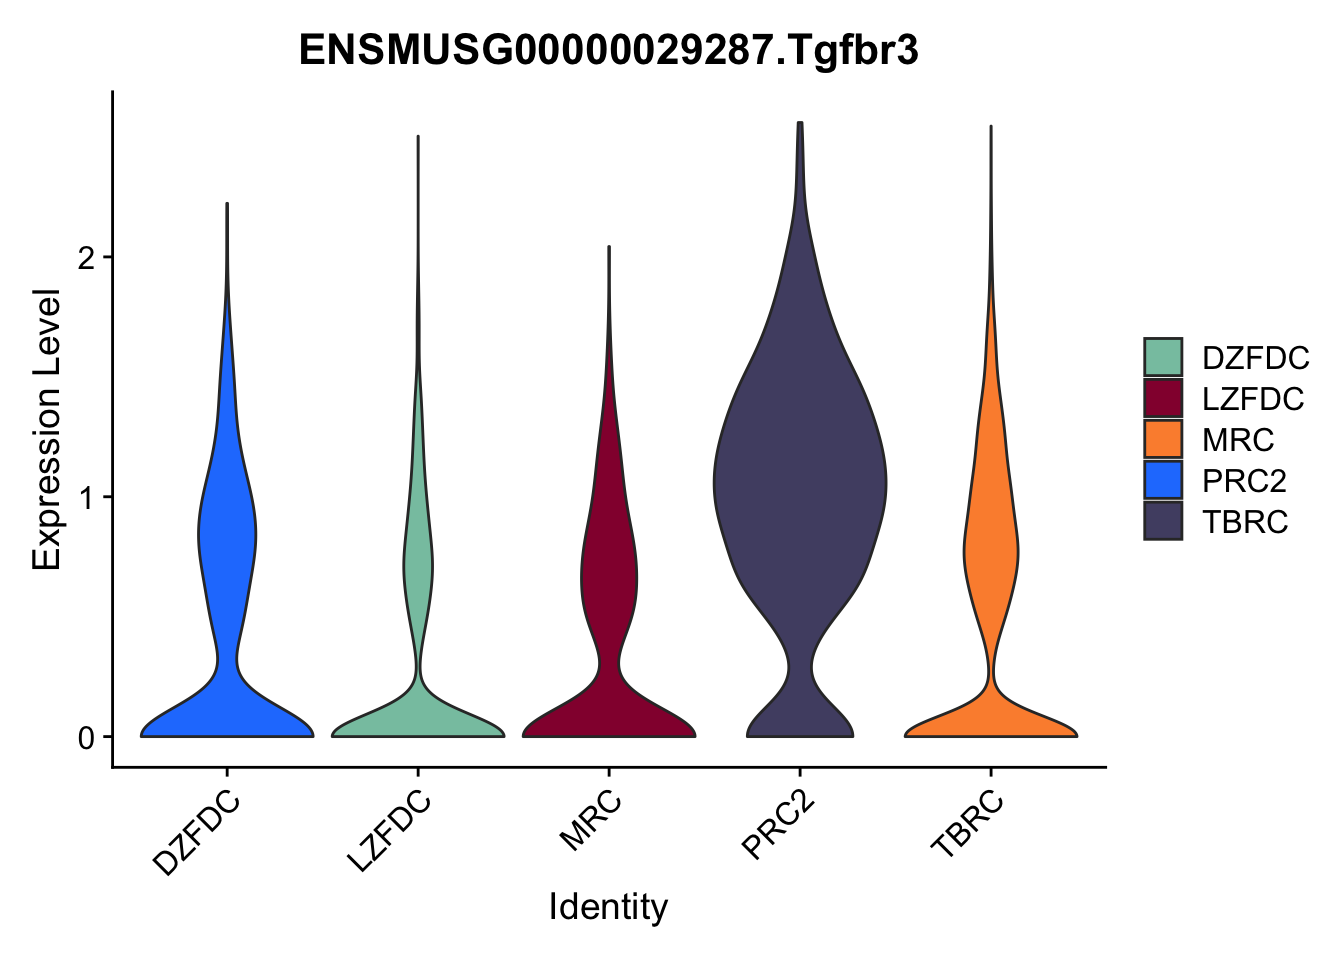 ENSMUSG00000029287.Tgfbr3
Expression Level
2
1
0
DZFDC
LZFDC
MRC
PRC2
TBRC
Identity
DZFDC
LZFDC
MRC
PRC2
TBRC